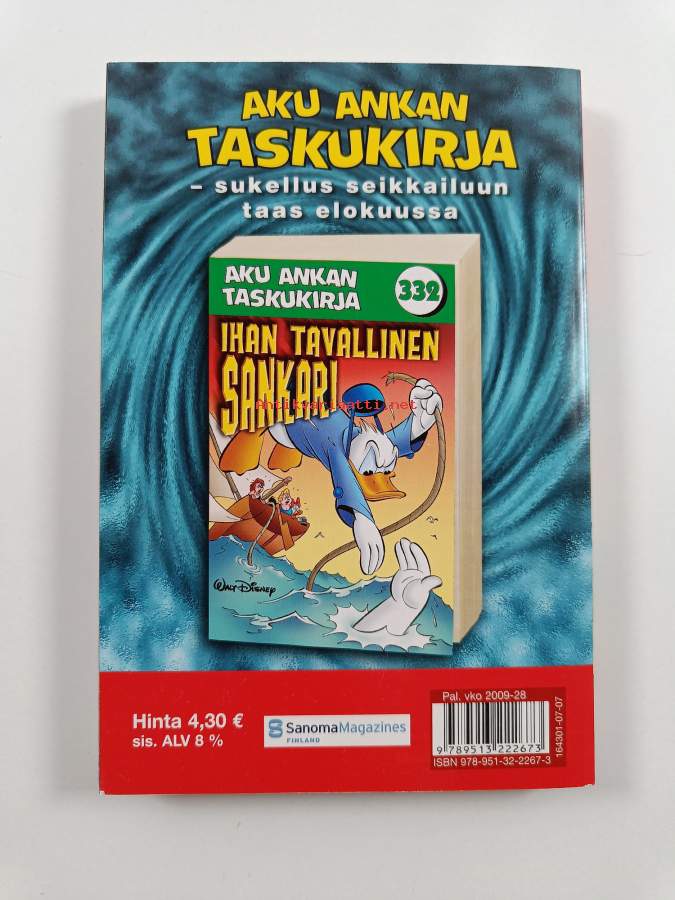 AKU ANKAN
TASKUKIRJA
– sukellus seikkailuun
taas elokuussa
AKU ANKAN
TASKUKIRJA
332
IHAN TAVALLINEN
SANKARI
Antikvariaatti.net
WALT DISNEY
Hinta 4,30 €
sis. ALV 8 %
SanomaMagazines
FINLAND
Pal. vko 2009-28
9 789513 222673
ISBN 978-951-32-2267-3
164301-07-07